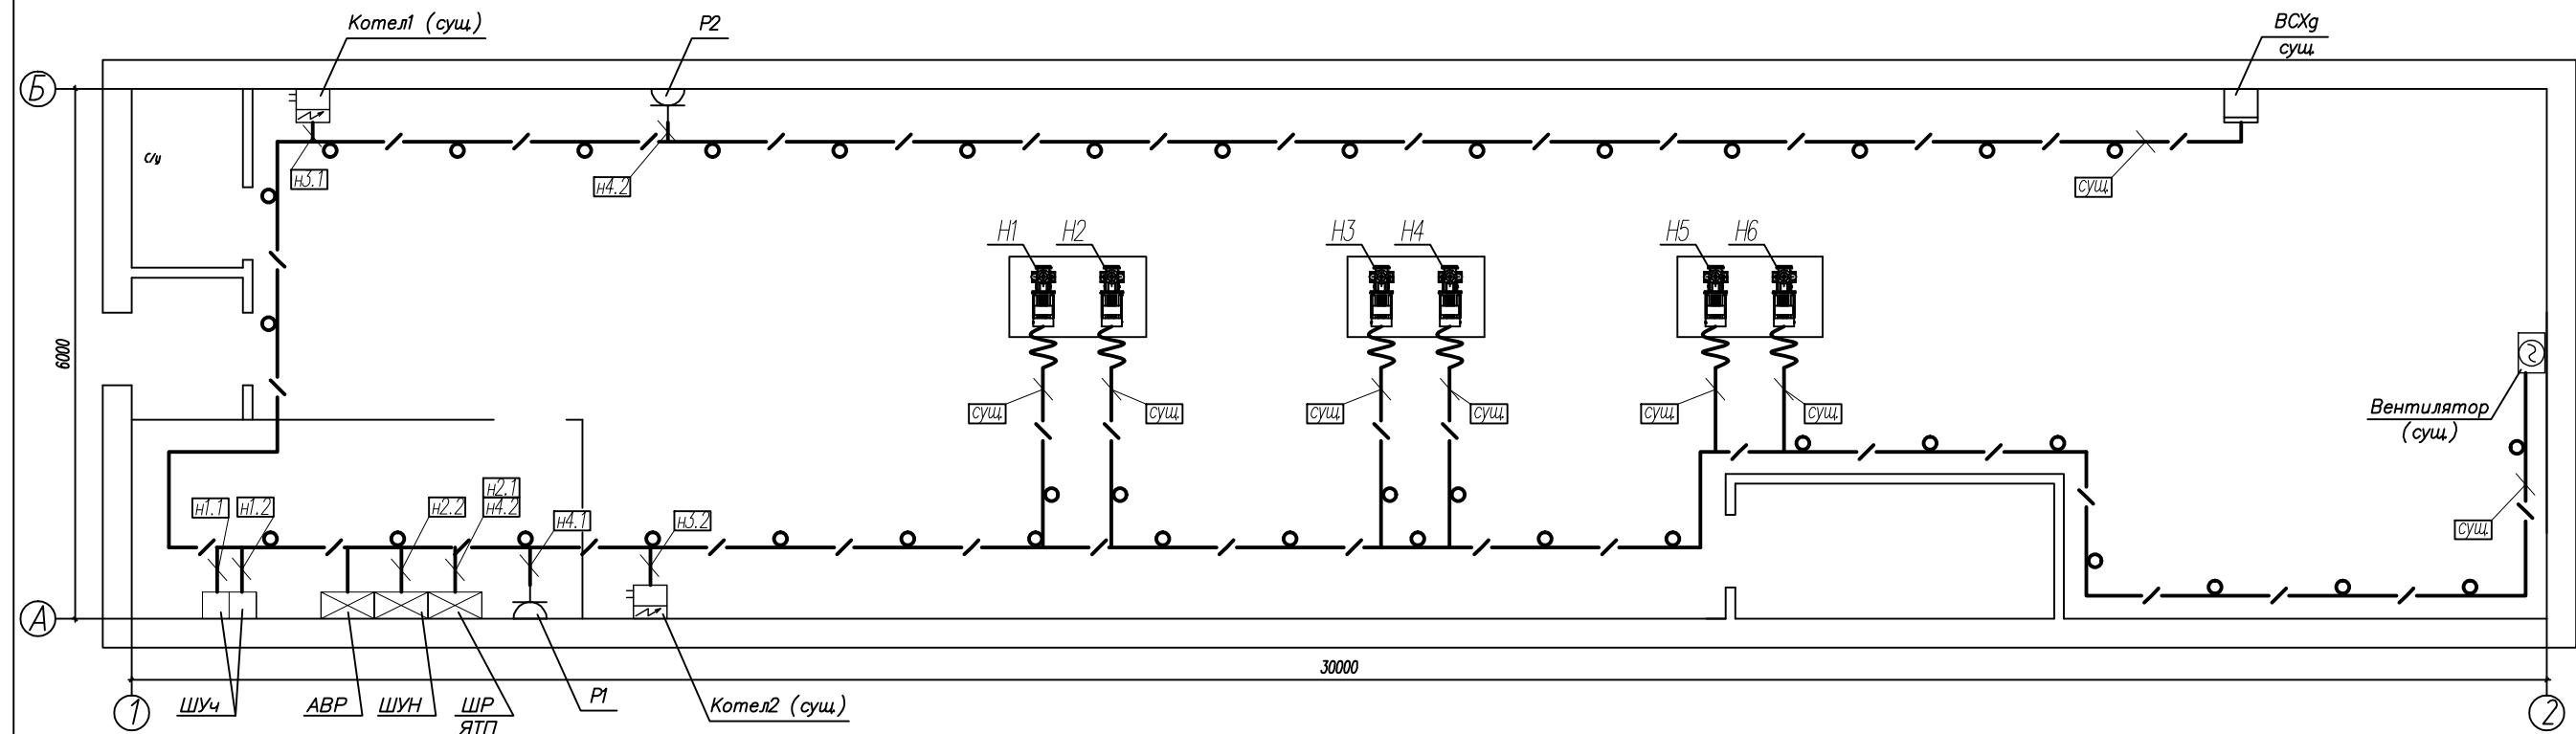 Котел1 (сущ.)
Р2
ВСХд
сущ.
Б
с/у
н3.1
н4.2
сущ.
Н1
Н2
Н3
Н4
Н5
Н6
6000
сущ.
сущ.
сущ.
сущ.
сущ.
сущ.
Вентилятор
(сущ.)
н1.1
н1.2
н2.2
н2.1
н4.2
н4.1
н3.2
сущ.
А
30000
1
ШУч
АВР
ШУН
ШР
ЯТП
Р1
Котел2 (сущ.)
2